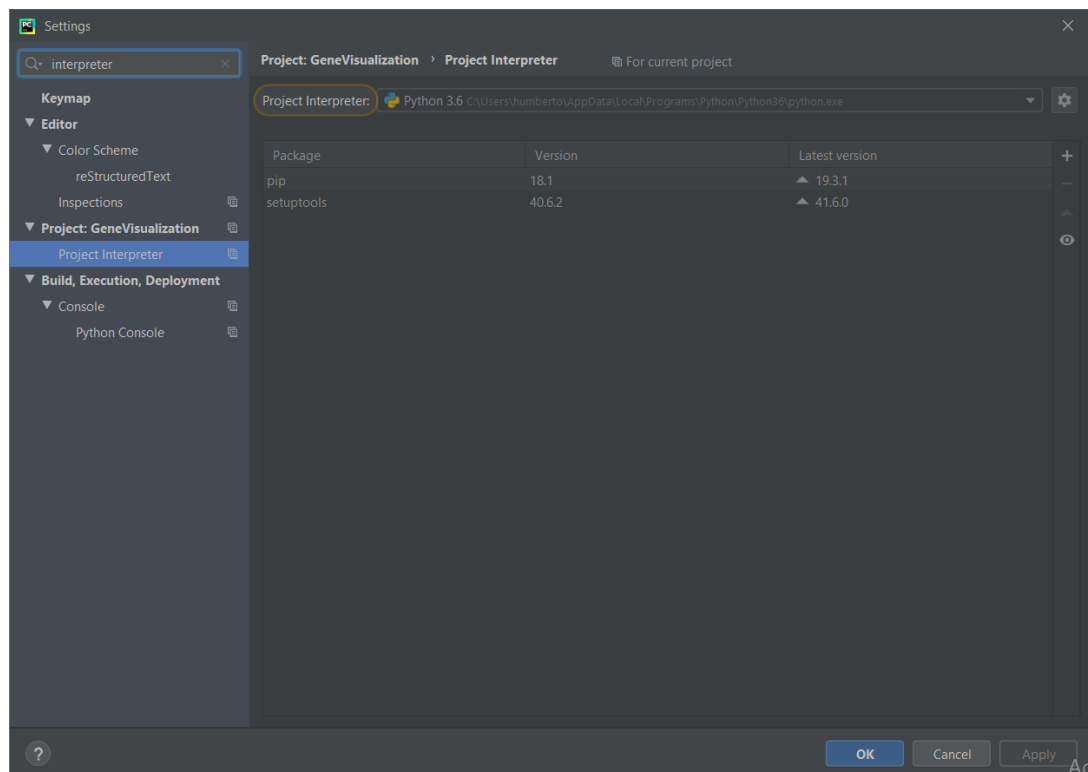 PC
Settings
interpreter
Keymap
Editor
Color Scheme
reStructuredText
Inspections
Project: GeneVisualization
Project Interpreter
Build, Execution, Deployment
Console
Python Console
Project: GeneVisualization › Project Interpreter For current project
Project Interpreter: Python 3.6 C:\Users\humberto\AppData\Local\Programs\Python\Python36\python.exe
Package Version Latest version
pip 18.1 19.3.1
setuptools 40.6.2 41.6.0
? OK Cancel Apply
Ac